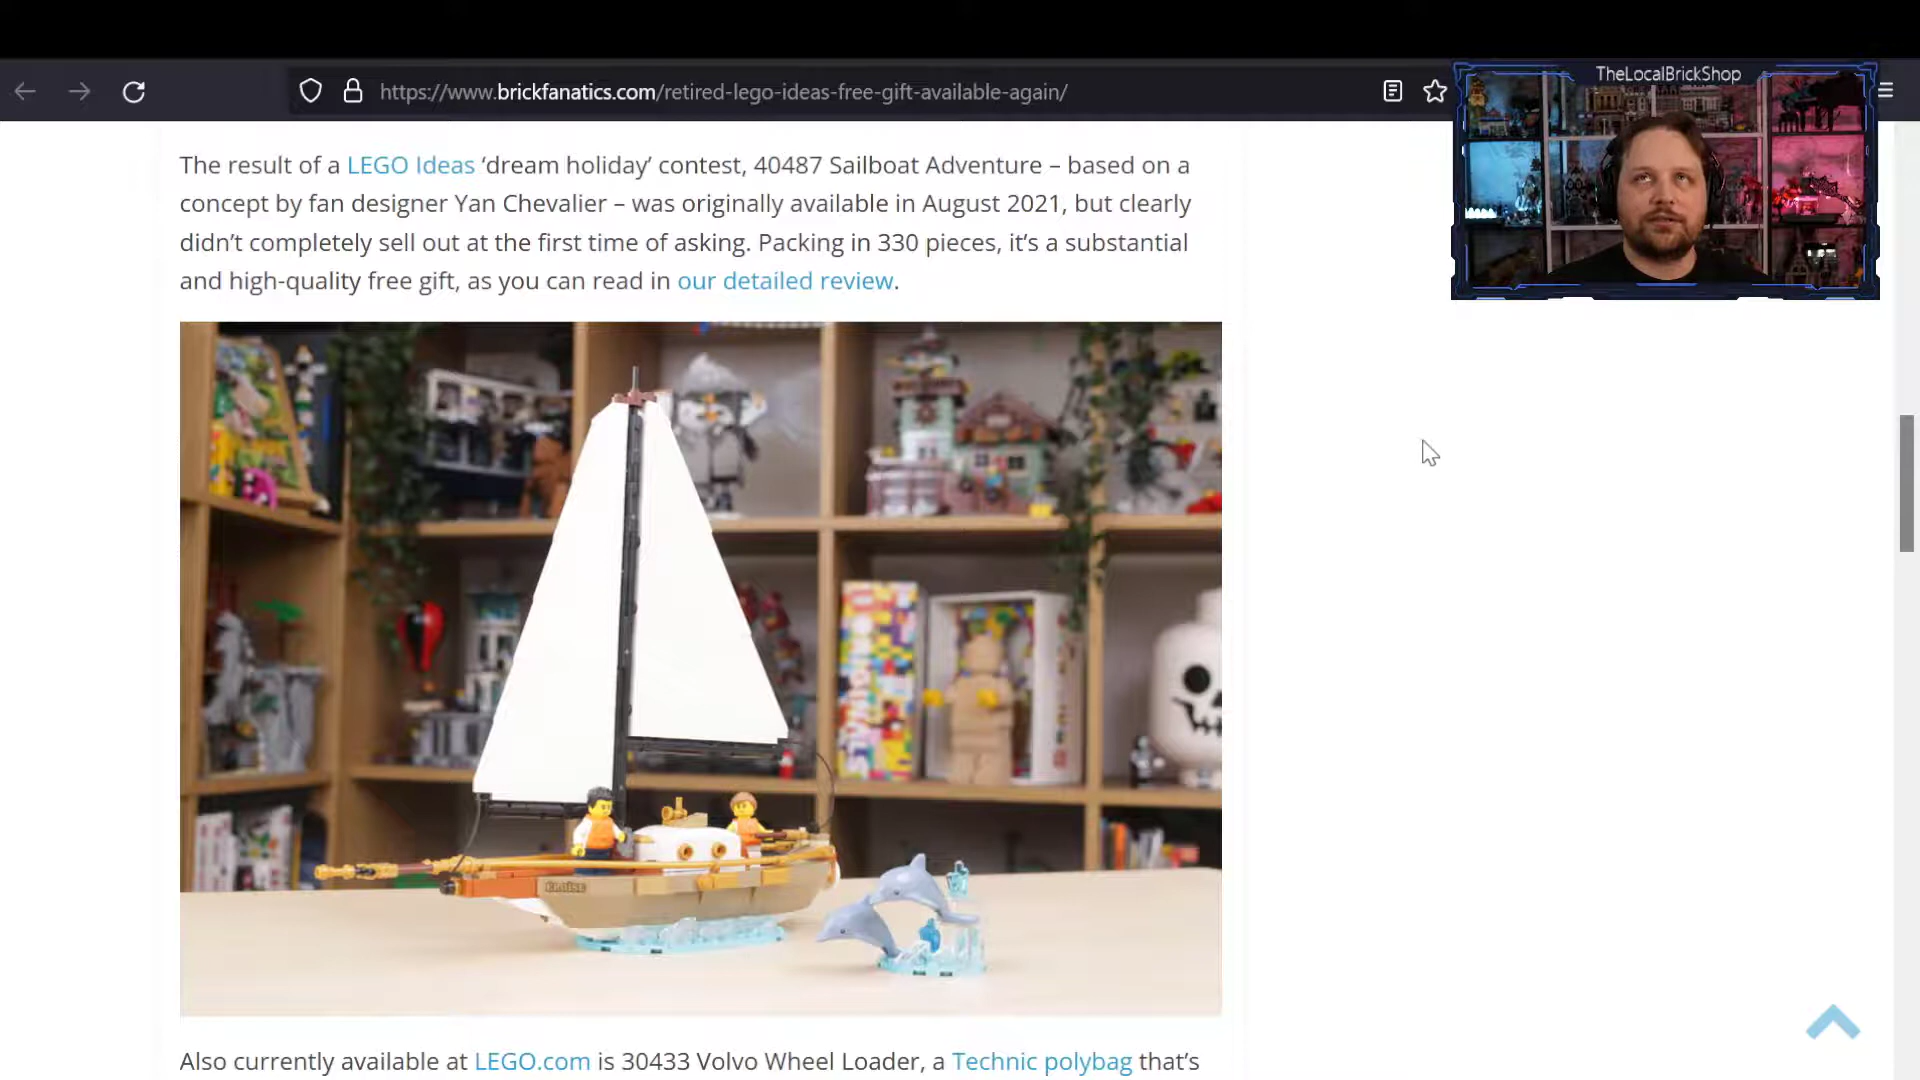 TheLocalBrickShop
https://www.brickfanatics.com/retired-lego-ideas-free-gift-available-again/
The result of a LEGO Ideas ‘dream holiday’ contest, 40487 Sailboat Adventure – based on a
concept by fan designer Yan Chevalier – was originally available in August 2021, but clearly
didn’t completely sell out at the first time of asking. Packing in 330 pieces, it’s a substantial
and high-quality free gift, as you can read in our detailed review.
ELOISE
Also currently available at LEGO.com is 30433 Volvo Wheel Loader, a Technic polybag that’s